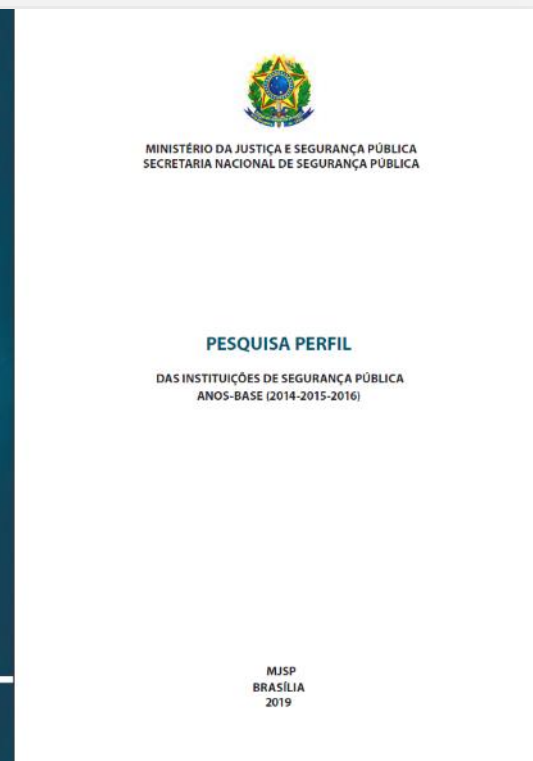 MINISTÉRIO DA JUSTIÇA E SEGURANÇA PÚBLICA
SECRETARIA NACIONAL DE SEGURANÇA PÚBLICA
PESQUISA PERFIL
DAS INSTITUIÇÕES DE SEGURANÇA PÚBLICA
ANOS-BASE (2014-2015-2016)
MJSP
BRASÍLIA
2019